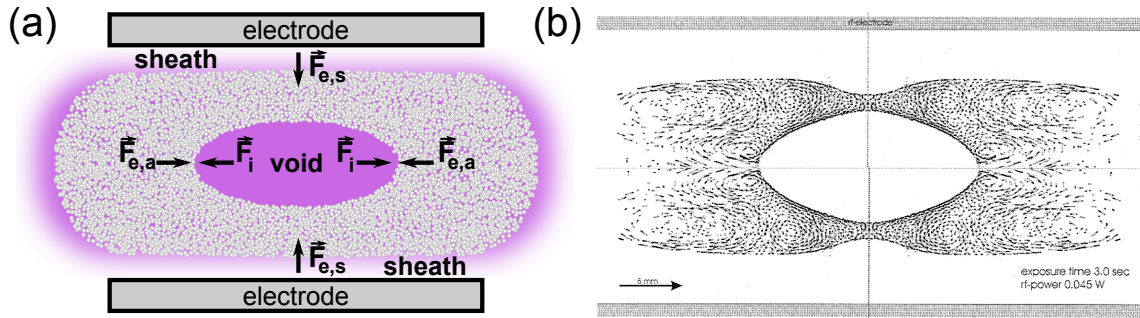 (a)
electrode
sheath
F⃗e,s
F⃗e,a
F⃗i
void
F⃗i
F⃗e,a
F⃗e,s
sheath
electrode
(b)
rf-electrode
5 mm
exposure time 3.0 sec
rf-power 0.045 W